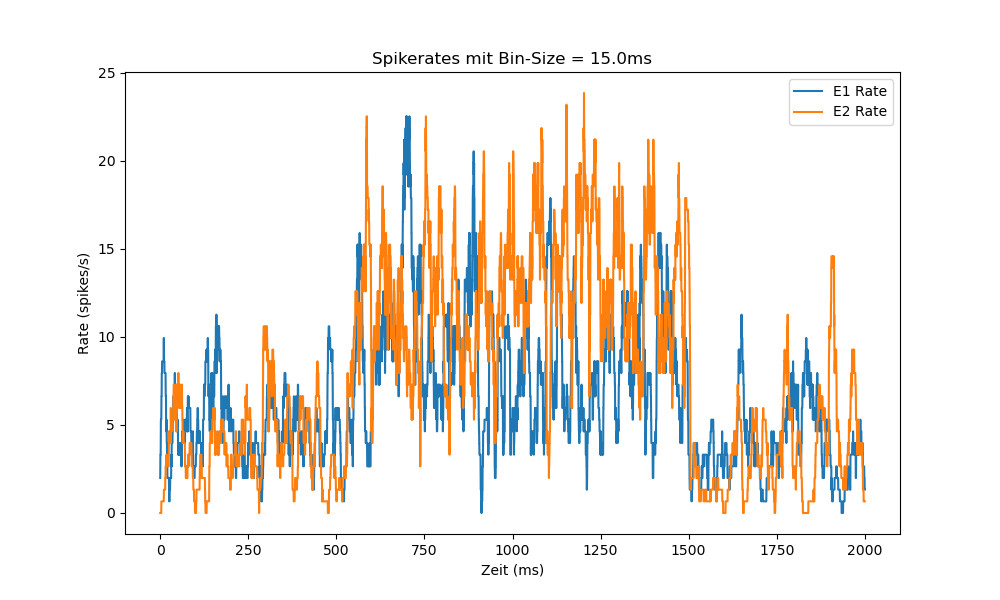 Spikerates mit Bin-Size = 15.0ms
E1 Rate
E2 Rate
Rate (spikes/s)
25
20
15
10
5
0
0 250 500 750 1000 1250 1500 1750 2000
Zeit (ms)